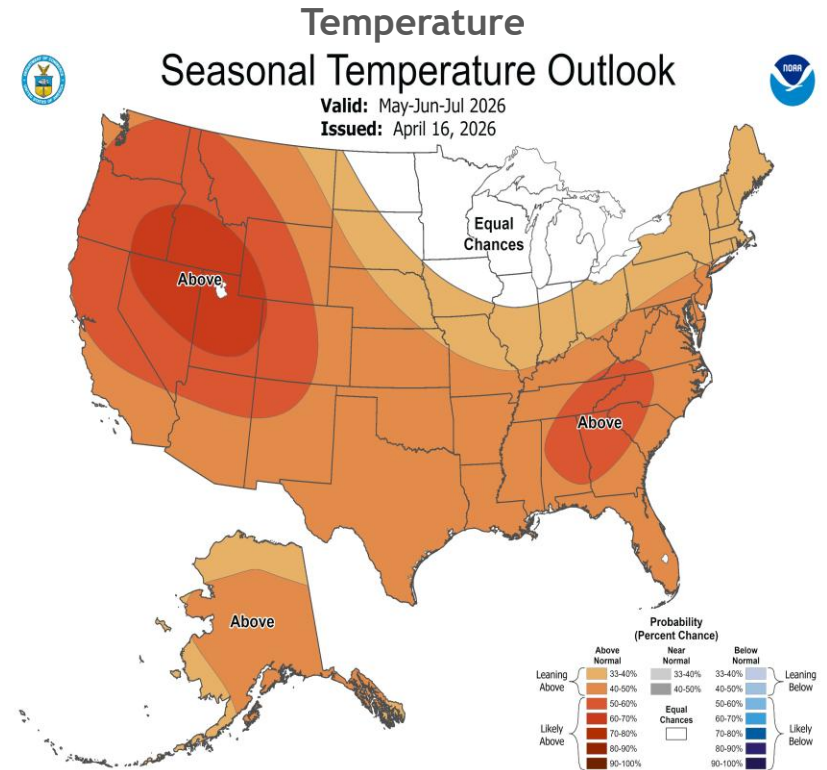 Temperature
Seasonal Temperature Outlook
Valid: May-Jun-Jul 2026
Issued: April 16, 2026
NOAA
Equal
Chances
Above
Above
Above
Probability
(Percent Chance)
Above
Normal
Near
Normal
Below
Normal
Leaning
Above
33-40%
40-50%
33-40%
40-50%
33-40%
40-50%
Leaning
Below
Likely
Above
50-60%
60-70%
70-80%
80-90%
90-100%
Equal
Chances
50-60%
60-70%
70-80%
80-90%
90-100%
Likely
Below